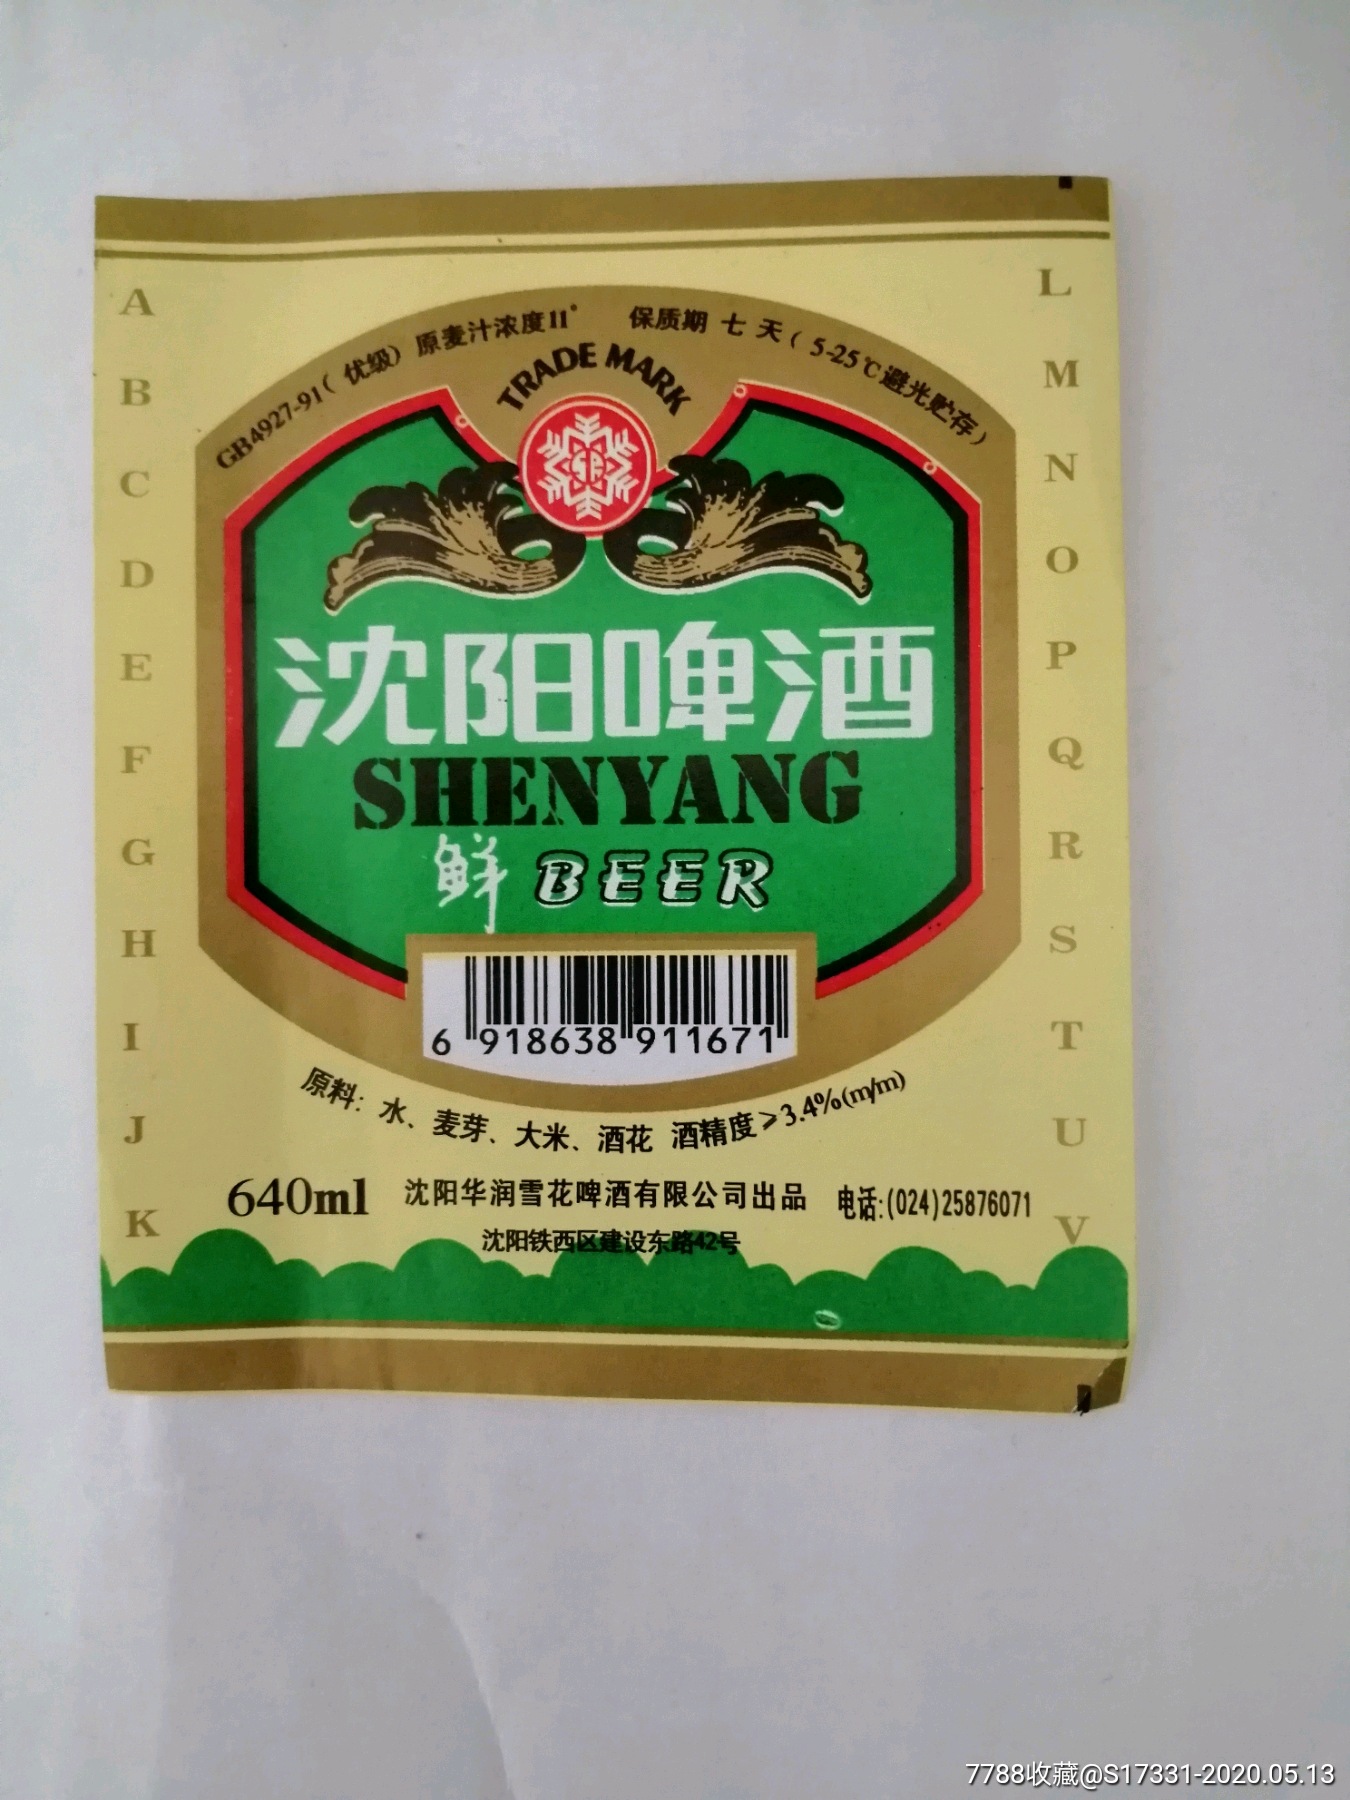 GB4927-91(优级) 原麦汁浓度11° 保质期 七 天(5-25℃避光贮存)
TRADE MARK
沈阳啤酒
SHENYANG
鲜 BEER
6 918638 911671
原料:水、麦芽、大米、酒花 酒精度≥3.4%(m/m)
640ml 沈阳华润雪花啤酒有限公司出品 电话:(024)25876071
沈阳铁西区建设东路42号
A
B
C
D
E
F
G
H
I
J
K
L
M
N
O
P
Q
R
S
T
U
V
7788收藏@S17331-2020.05.13